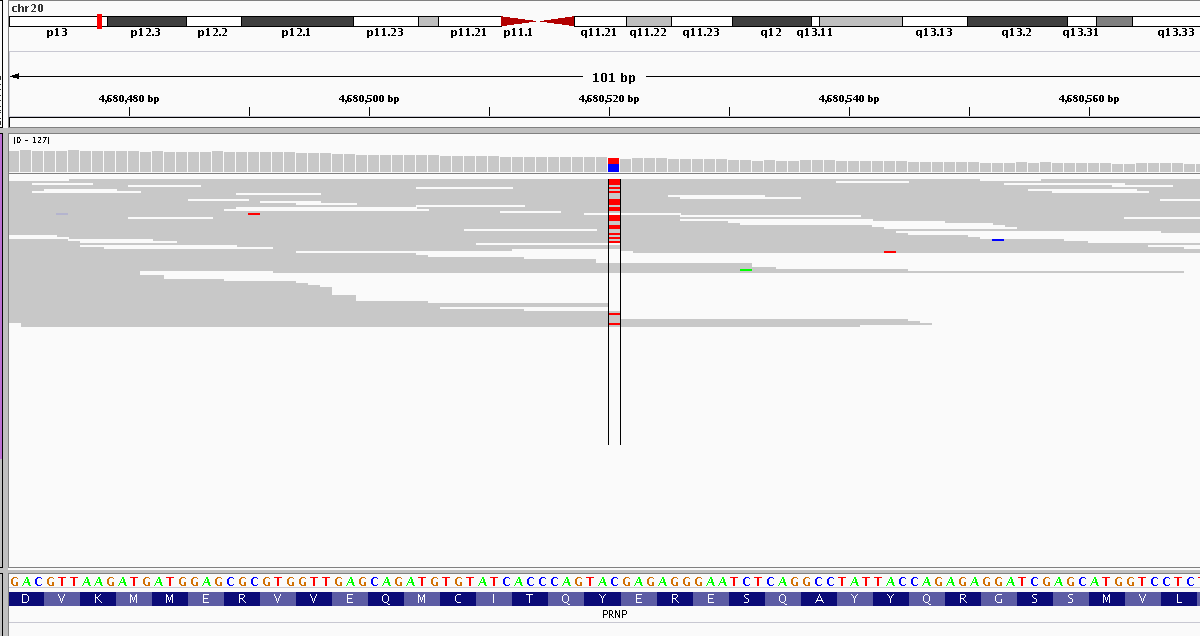 chr20
p13 p12.3 p12.2 p12.1 p11.23 p11.21 p11.1 q11.21 q11.22 q11.23 q12 q13.11 q13.13 q13.2 q13.31 q13.33
101 bp
4,680,480 bp 4,680,500 bp 4,680,520 bp 4,680,540 bp 4,680,560 bp
[0 - 127]
GACGTTAAGATGATGGAGCGCGTGGTTGAGCAGATGTGTATCACCCAGTACGAGAGGGAATCTCAGGCCTATTACCAGAGAGGATCGAGCATGGTCCTC
D V K M M E R V V E Q M C I T Q Y E R E S Q A Y Y Q R G S S M V L
PRNP